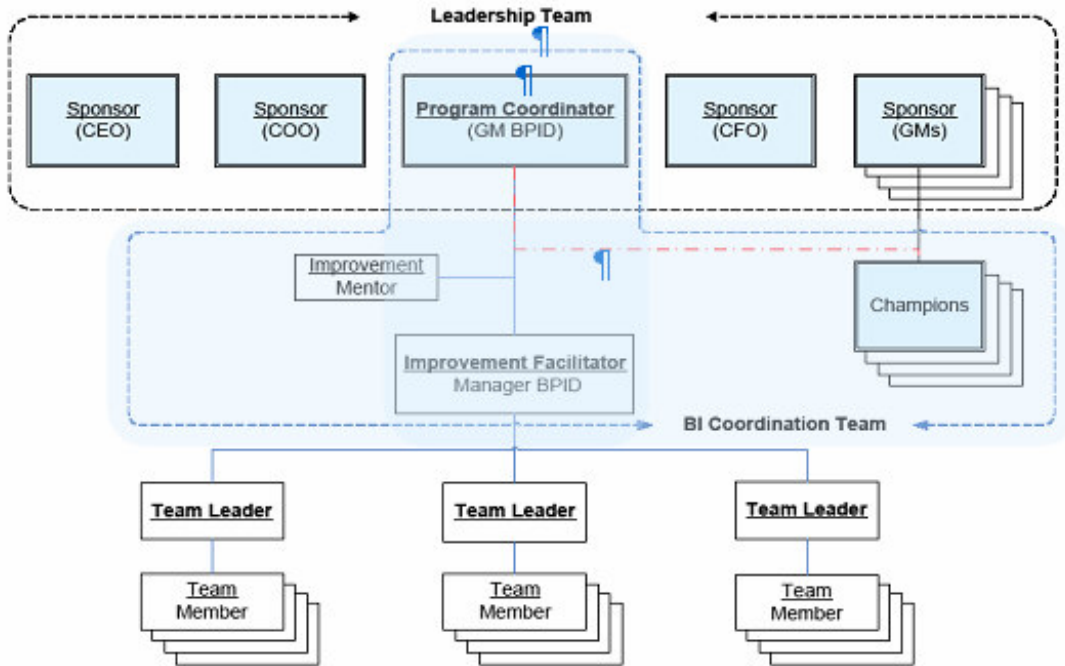 Leadership Team
¶
¶
Sponsor
(CEO)
Sponsor
(COO)
Program Coordinator
(GM BPID)
Sponsor
(CFO)
Sponsor
(GMs)
¶
Improvement
Mentor
Champions
Improvement Facilitator
Manager BPID
BI Coordination Team
Team Leader
Team Leader
Team Leader
Team
Member
Team
Member
Team
Member